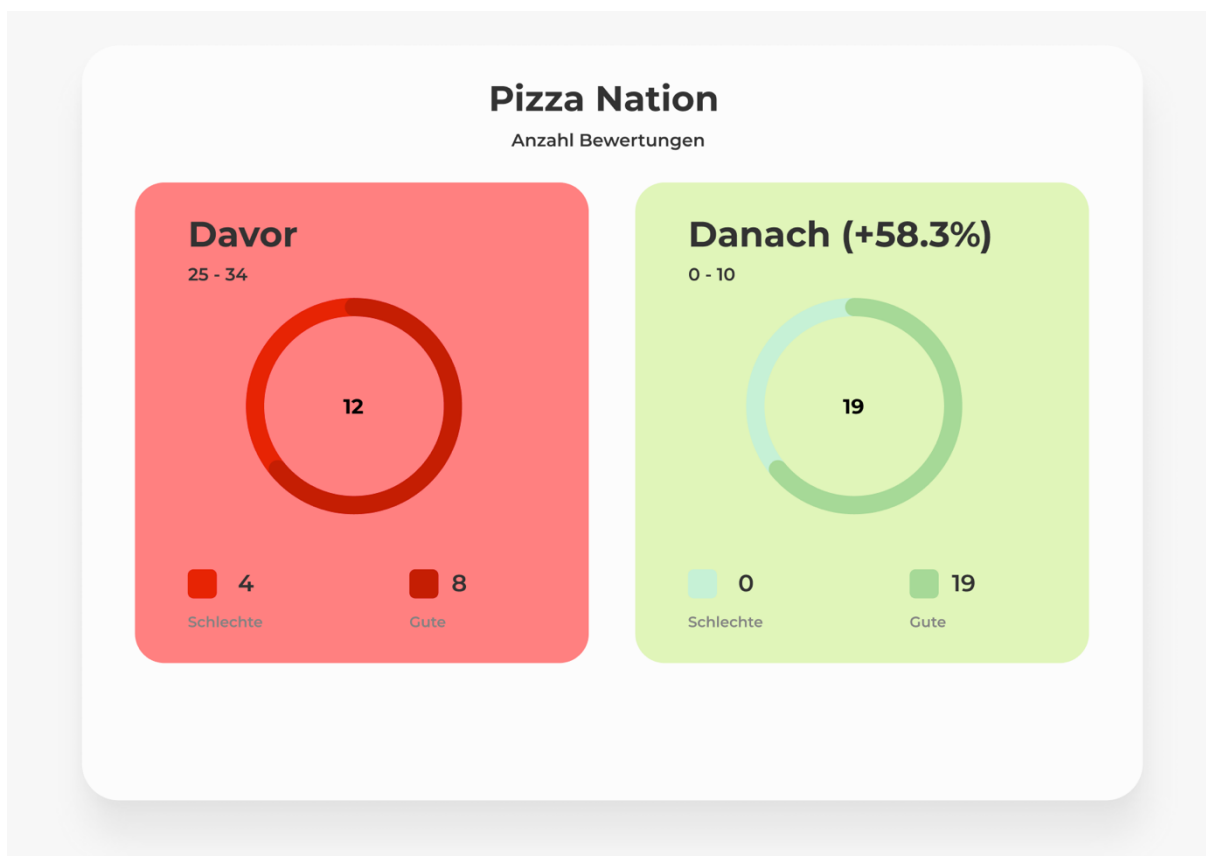 Pizza Nation
Anzahl Bewertungen
Davor
25 - 34
12
4
8
Schlechte
Gute
Danach (+58.3%)
0 - 10
19
0
19
Schlechte
Gute